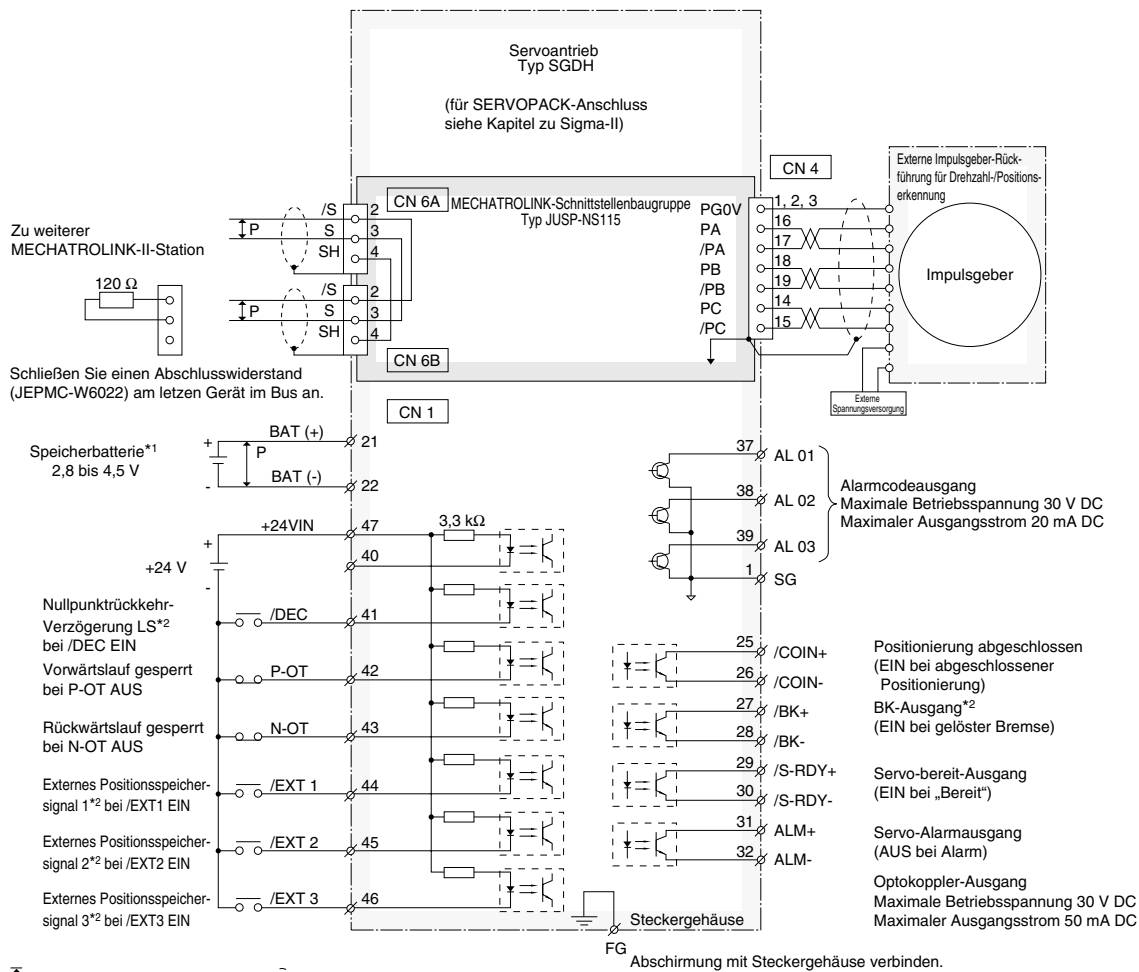 Servoantrieb
Typ SGDH
(für SERVOPACK-Anschluss
siehe Kapitel zu Sigma-II)
CN 4
Externe Impulsgeber-Rück-
führung für Drehzahl-/Positions-
erkennung
CN 6A
MECHATROLINK-Schnittstellenbaugruppe
Typ JUSP-NS115
/S 2
P S 3
SH 4
Zu weiterer
MECHATROLINK-II-Station
120 Ω
/S 2
P S 3
SH 4
CN 6B
PG0V 1, 2, 3
PA 16
/PA 17
PB 18
/PB 19
PC 14
/PC 15
Impulsgeber
Externe
Spannungsversorgung
Schließen Sie einen Abschlusswiderstand
(JEPMC-W6022) am letzen Gerät im Bus an.
CN 1
Speicherbatterie*1
2,8 bis 4,5 V
+ BAT (+) 21
P
- BAT (-) 22
+24VIN 47
3,3 kΩ
40
+
+24 V
-
Nullpunktrückkehr-
Verzögerung LS*2
bei /DEC EIN
/DEC 41
Vorwärtslauf gesperrt
bei P-OT AUS
P-OT 42
Rückwärtslauf gesperrt
bei N-OT AUS
N-OT 43
Externes Positionsspeicher-
signal 1*2 bei /EXT1 EIN
/EXT 1 44
Externes Positionsspeicher-
signal 2*2 bei /EXT2 EIN
/EXT 2 45
Externes Positionsspeicher-
signal 3*2 bei /EXT3 EIN
/EXT 3 46
37 AL 01
38 AL 02
39 AL 03
1 SG
Alarmcodeausgang
Maximale Betriebsspannung 30 V DC
Maximaler Ausgangsstrom 20 mA DC
25 /COIN+
26 /COIN-
Positionierung abgeschlossen
(EIN bei abgeschlossener
Positionierung)
27 /BK+
28 /BK-
BK-Ausgang*2
(EIN bei gelöster Bremse)
29 /S-RDY+
30 /S-RDY-
Servo-bereit-Ausgang
(EIN bei „Bereit“)
31 ALM+
32 ALM-
Servo-Alarmausgang
(AUS bei Alarm)
Optokoppler-Ausgang
Maximale Betriebsspannung 30 V DC
Maximaler Ausgangsstrom 50 mA DC
Steckergehäuse
FG
Abschirmung mit Steckergehäuse verbinden.